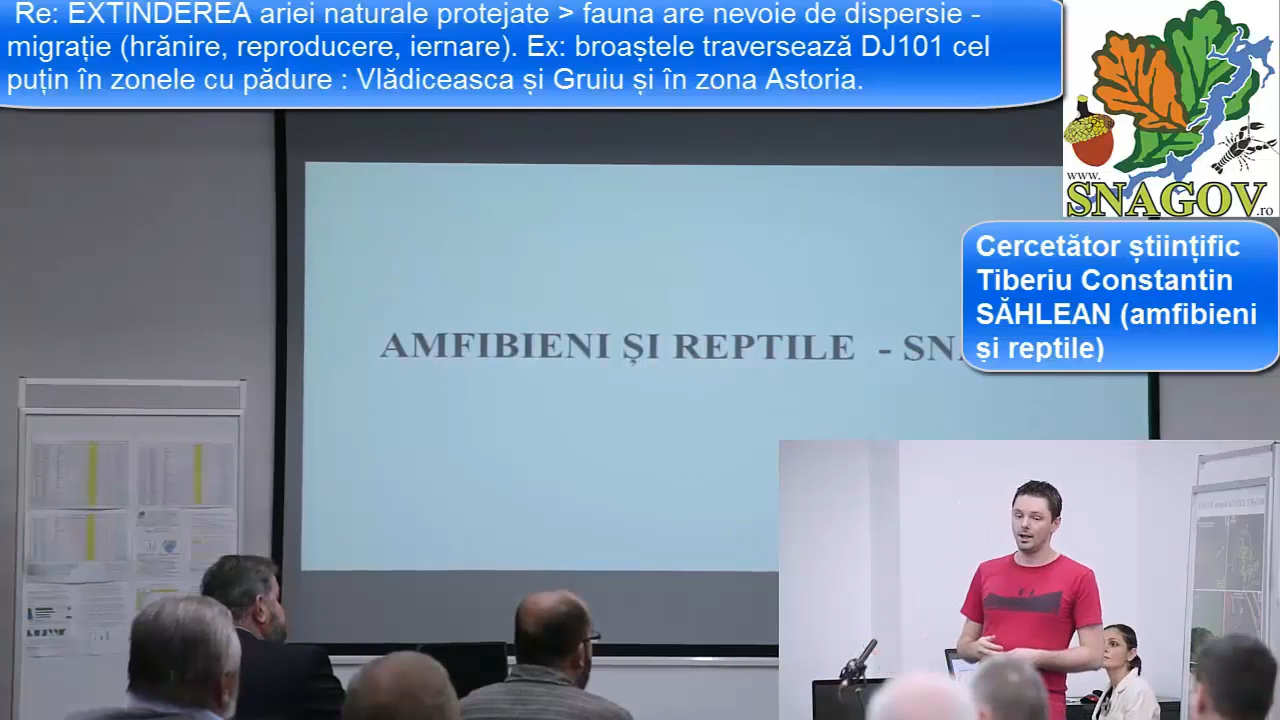 Re: EXTINDEREA ariei naturale protejate > fauna are nevoie de dispersie -
migrație (hrănire, reproducere, iernare). Ex: broaștele traversează DJ101 cel
puțin în zonele cu pădure : Vlădiceasca și Gruiu și în zona Astoria.
www.
SNAGOV.ro
Cercetător științific
Tiberiu Constantin
SĂHLEAN (amfibieni
și reptile)
AMFIBIENI ȘI REPTILE - SN